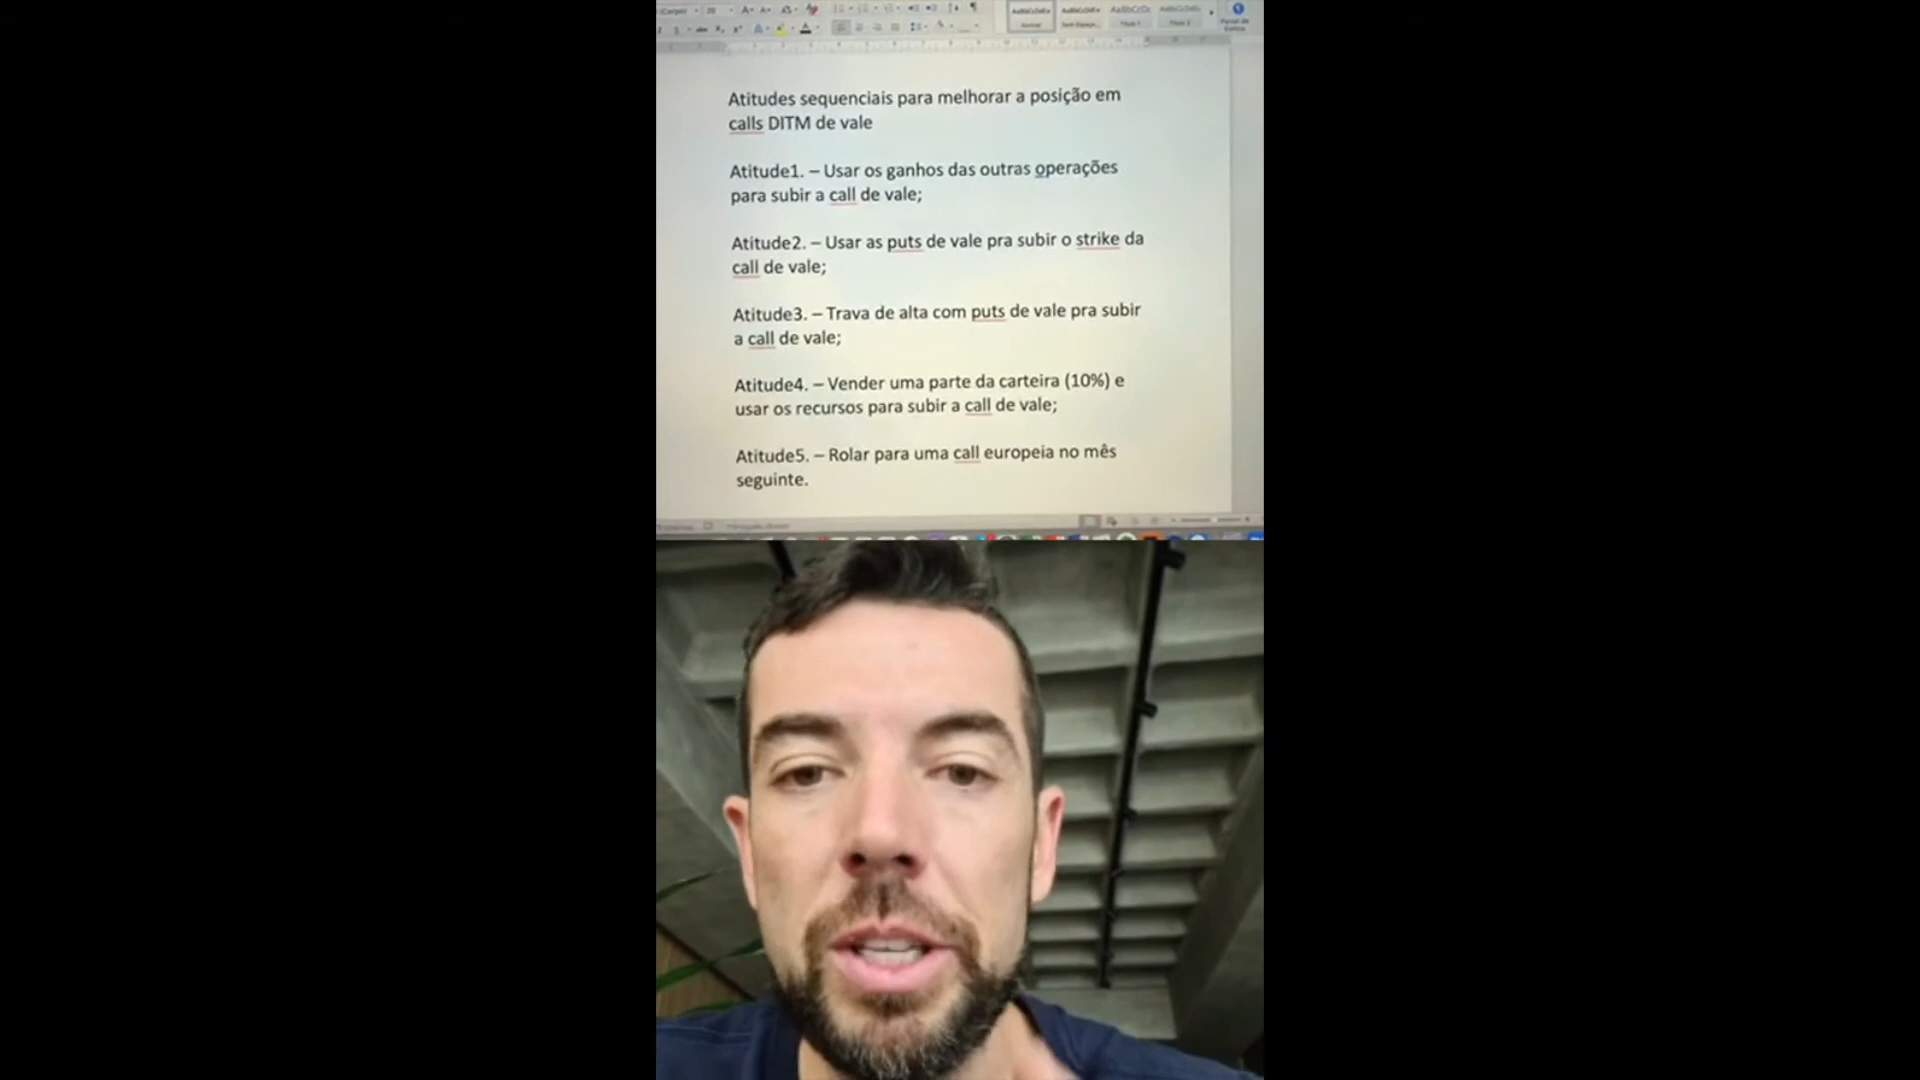 Atitudes sequenciais para melhorar a posição em
calls DITM de vale
Atitude1. – Usar os ganhos das outras operações
para subir a call de vale;
Atitude2. – Usar as puts de vale pra subir o strike da
call de vale;
Atitude3. – Trava de alta com puts de vale pra subir
a call de vale;
Atitude4. – Vender uma parte da carteira (10%) e
usar os recursos para subir a call de vale;
Atitude5. – Rolar para uma call europeia no mês
seguinte.